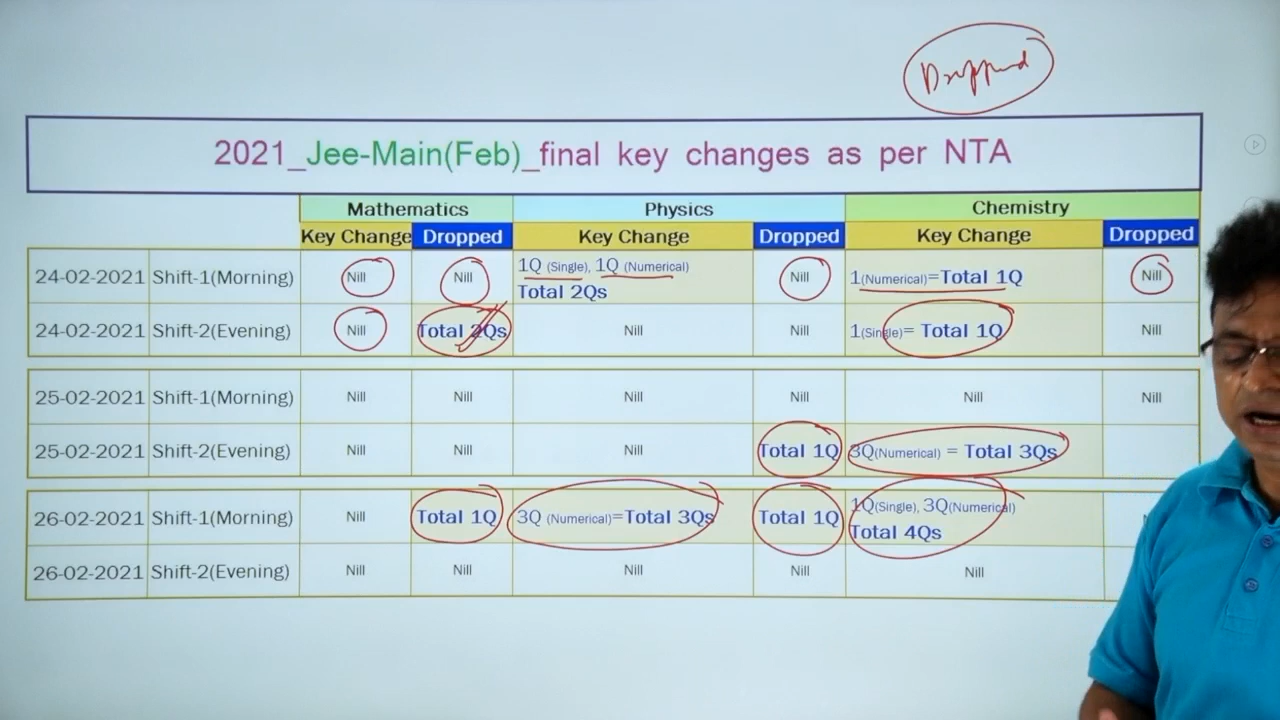 Dropped
2021_Jee-Main(Feb)_final key changes as per NTA
Mathematics Physics Chemistry
Key Change Dropped Key Change Dropped Key Change Dropped
24-02-2021 Shift-1(Morning) Nill Nill 1Q (Single), 1Q (Numerical) Total 2Qs Nill 1(Numerical)=Total 1Q Nill
24-02-2021 Shift-2(Evening) Nill Total 2Qs Nill Nill 1(Single)= Total 1Q Nill
25-02-2021 Shift-1(Morning) Nill Nill Nill Nill Nill Nill
25-02-2021 Shift-2(Evening) Nill Nill Nill Total 1Q 3Q(Numerical) = Total 3Qs
26-02-2021 Shift-1(Morning) Nill Total 1Q 3Q (Numerical)=Total 3Qs Total 1Q 1Q(Single), 3Q(Numerical) Total 4Qs
26-02-2021 Shift-2(Evening) Nill Nill Nill Nill Nill